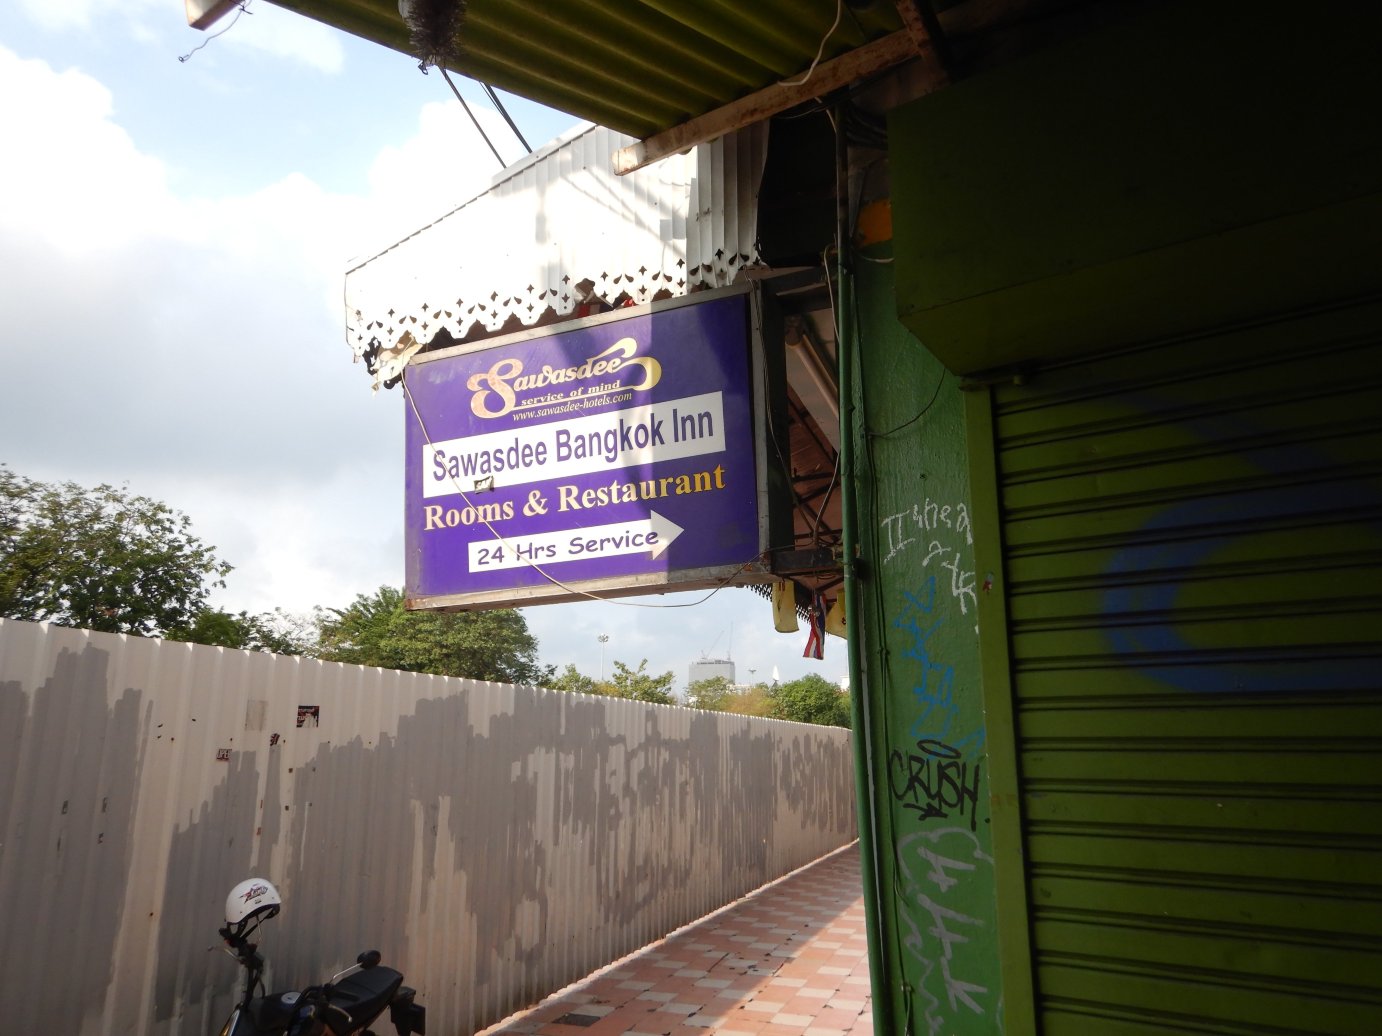 Sawasdee
service of mind
www.sawasdee-hotels.com
Sawasdee Bangkok Inn
Rooms & Restaurant
24 Hrs Service
CRUSH